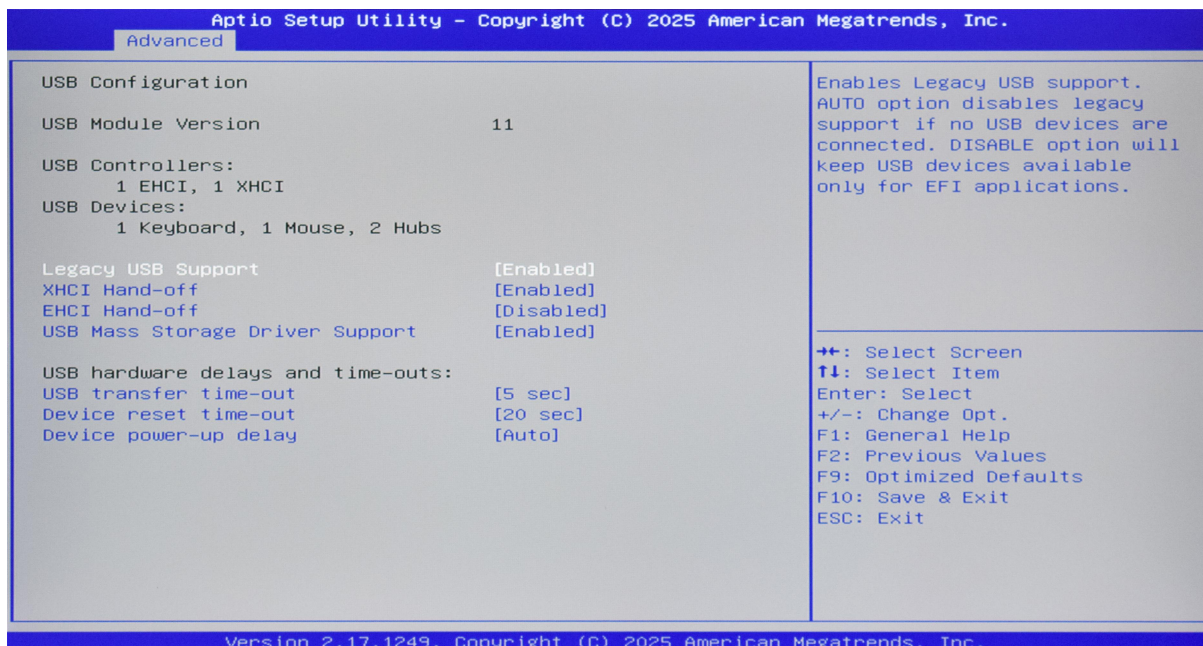 Aptio Setup Utility – Copyright (C) 2025 American Megatrends, Inc.
Advanced
USB Configuration
USB Module Version 11
USB Controllers:
1 EHCI, 1 XHCI
USB Devices:
1 Keyboard, 1 Mouse, 2 Hubs
Legacy USB Support [Enabled]
XHCI Hand-off [Enabled]
EHCI Hand-off [Disabled]
USB Mass Storage Driver Support [Enabled]
USB hardware delays and time-outs:
USB transfer time-out [5 sec]
Device reset time-out [20 sec]
Device power-up delay [Auto]
Enables Legacy USB support.
AUTO option disables legacy
support if no USB devices are
connected. DISABLE option will
keep USB devices available
only for EFI applications.
→←: Select Screen
↑↓: Select Item
Enter: Select
+/-: Change Opt.
F1: General Help
F2: Previous Values
F9: Optimized Defaults
F10: Save & Exit
ESC: Exit
Version 2.17.1249. Copyright (C) 2025 American Megatrends, Inc.